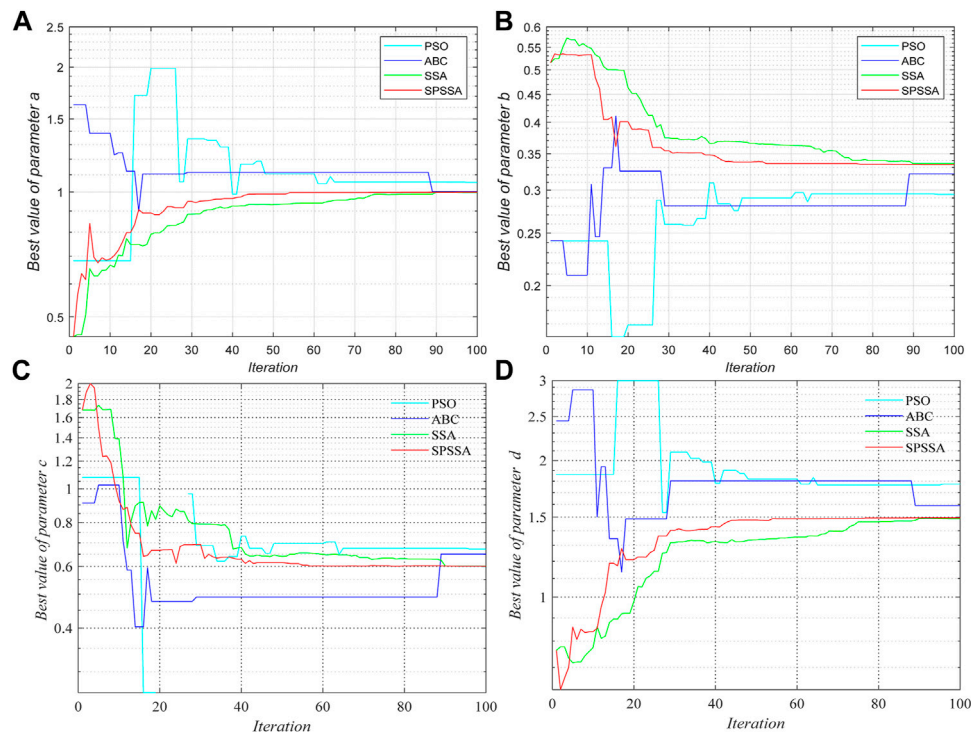 A
Best value of parameter a
2.5
2
1.5
1
0.5
PSO
ABC
SSA
SPSSA
0 10 20 30 40 50 60 70 80 90 100
Iteration
B
Best value of parameter b
0.6
0.55
0.5
0.45
0.4
0.35
0.3
0.25
0.2
PSO
ABC
SSA
SPSSA
0 10 20 30 40 50 60 70 80 90 100
Iteration
C
Best value of parameter c
2
1.8
1.6
1.4
1.2
1
0.8
0.6
0.4
PSO
ABC
SSA
SPSSA
0 20 40 60 80 100
Iteration
D
Best value of parameter d
3
2.5
2
1.5
1
PSO
ABC
SSA
SPSSA
0 20 40 60 80 100
Iteration